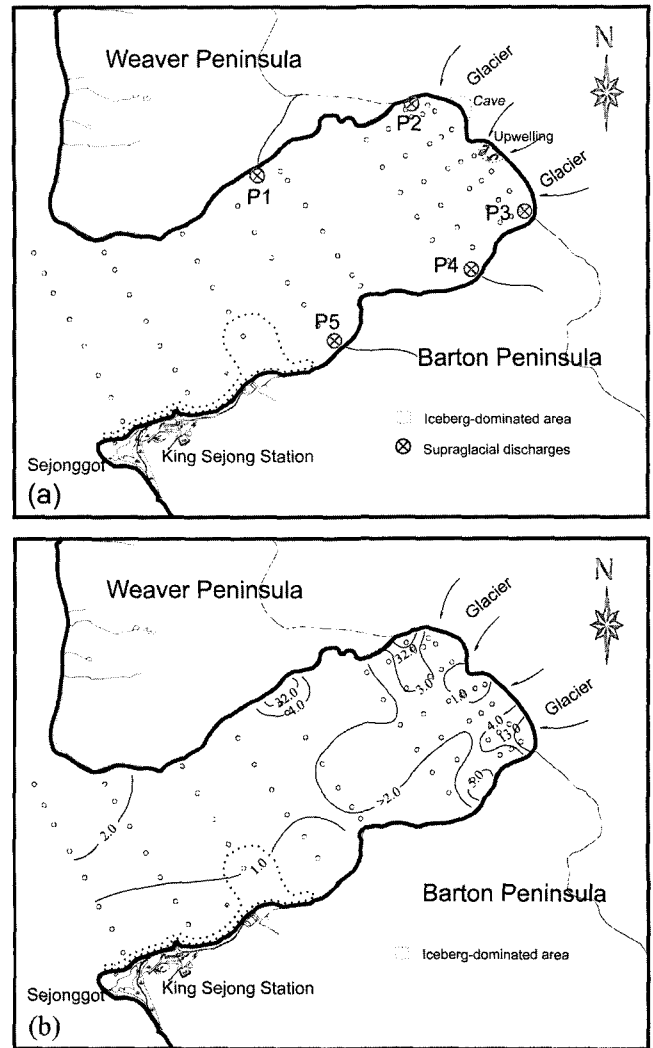 Weaver Peninsula
Glacier
N
Cave
P2
Upwelling
P1
Glacier
P3
P4
P5
Barton Peninsula
Iceberg-dominated area
King Sejong Station
Supraglacial discharges
Sejonggot
(a)
Weaver Peninsula
Glacier
N
32.0
3.0
1.0
Glacier
32.0
4.0
4.0
13.0
2.0
>2.0
1.0
Barton Peninsula
Iceberg-dominated area
King Sejong Station
Sejonggot
(b)